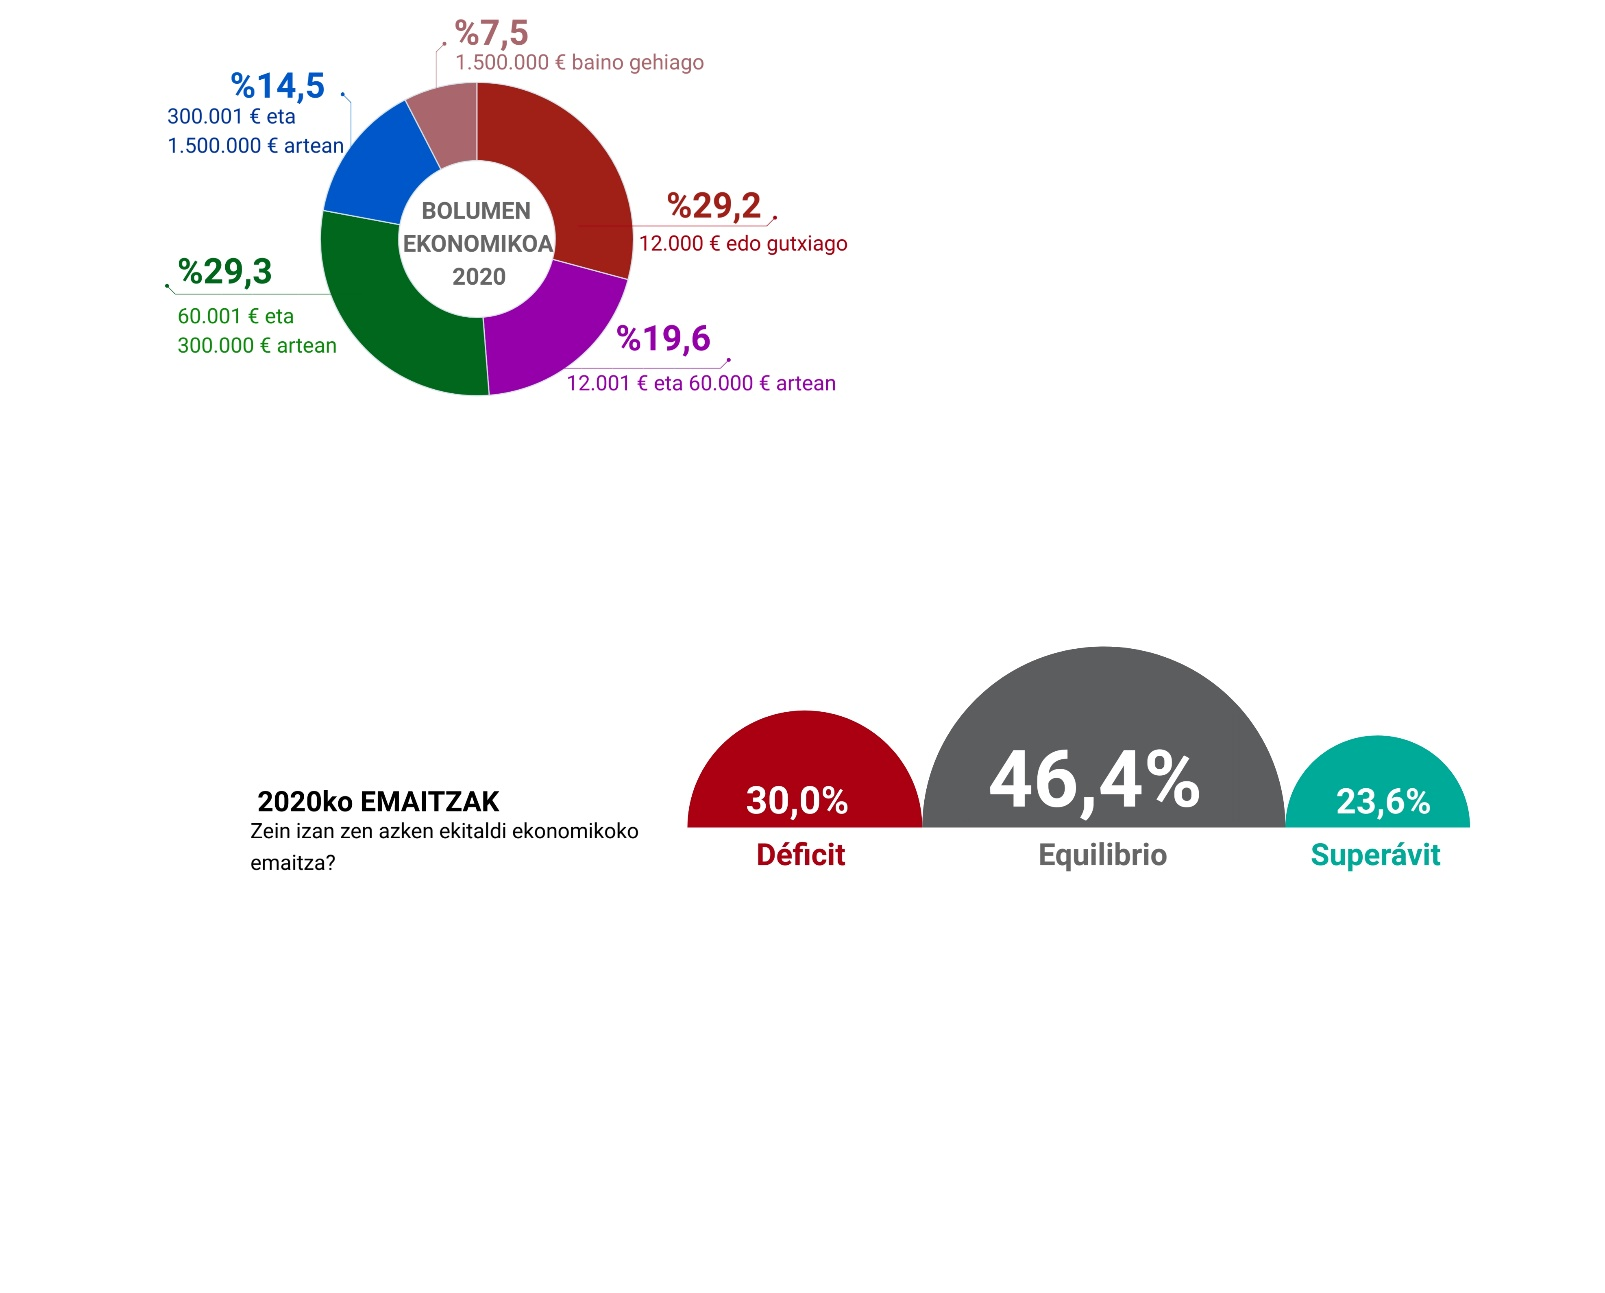 %7,5
1.500.000 € baino gehiago
%14,5
300.001 € eta
1.500.000 € artean
BOLUMEN
EKONOMIKOA
2020
%29,2
12.000 € edo gutxiago
%29,3
60.001 € eta
300.000 € artean
%19,6
12.001 € eta 60.000 € artean
2020ko EMAITZAK
Zein izan zen azken ekitaldi ekonomikoko
emaitza?
30,0%
Déficit
46,4%
Equilibrio
23,6%
Superávit